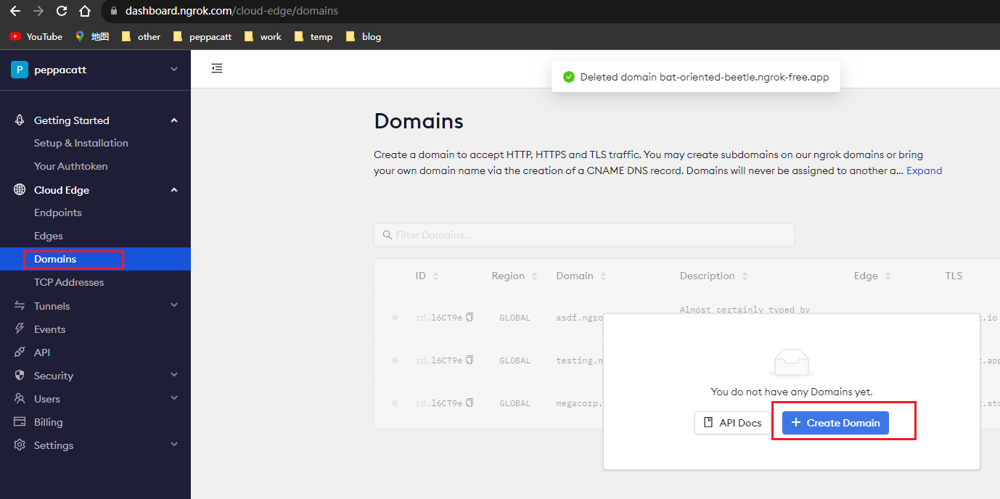 dashboard.ngrok.com/cloud-edge/domains
YouTube 地图 other peppacatt work temp blog
P peppacatt
Deleted domain bat-oriented-beetle.ngrok-free.app
Getting Started
Setup & Installation
Your Authtoken
Cloud Edge
Endpoints
Edges
Domains
TCP Addresses
Tunnels
Events
API
Security
Users
Billing
Settings
Domains
Create a domain to accept HTTP, HTTPS and TLS traffic. You may create subdomains on our ngrok domains or bring
your own domain name via the creation of a CNAME DNS record. Domains will never be assigned to another a... Expand
Filter Domains...
ID Region Domain Description Edge TLS
Almost certainly typed by
rd…l6CT9e GLOBAL asdf.ngro .io
rd…l6CT9e GLOBAL testing.n .app
rd…l6CT9e GLOBAL megacorp. .sto
You do not have any Domains yet.
API Docs + Create Domain